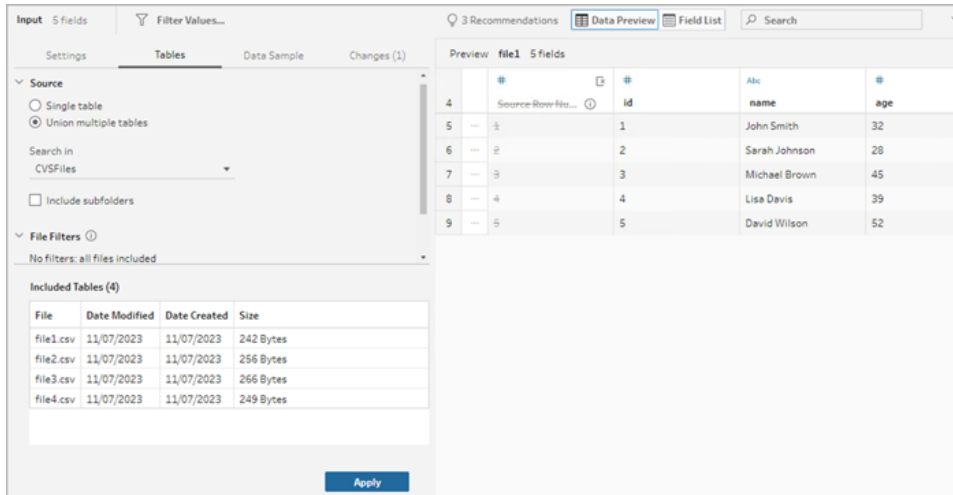 Input 5 fields
Filter Values...
3 Recommendations
Data Preview
Field List
Search
Settings
Tables
Data Sample
Changes (1)
Source
Single table
Union multiple tables
Search in
CVSFiles
Include subfolders
File Filters
No filters: all files included
Included Tables (4)
File Date Modified Date Created Size
file1.csv 11/07/2023 11/07/2023 242 Bytes
file2.csv 11/07/2023 11/07/2023 256 Bytes
file3.csv 11/07/2023 11/07/2023 266 Bytes
file4.csv 11/07/2023 11/07/2023 249 Bytes
Apply
Preview file1 5 fields
# # Abc #
4 Source Row Nu... id name age
5 1 1 John Smith 32
6 2 2 Sarah Johnson 28
7 3 3 Michael Brown 45
8 4 4 Lisa Davis 39
9 5 5 David Wilson 52